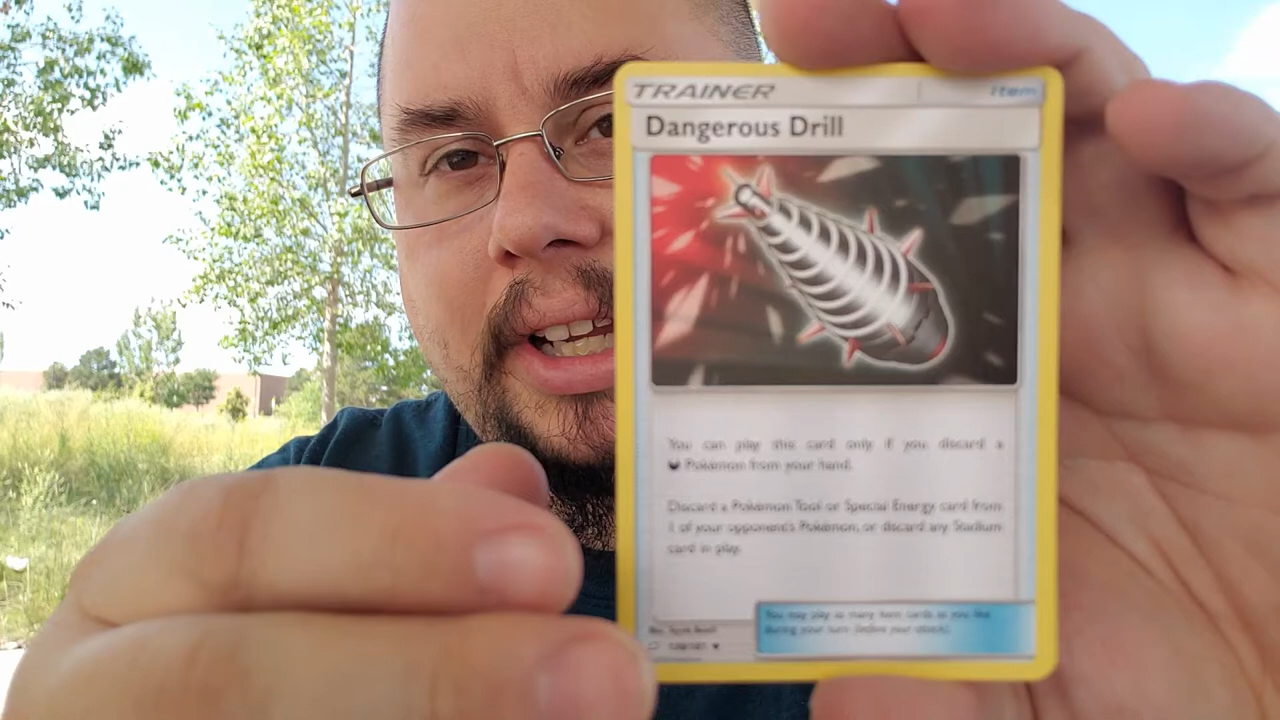 TRAINER Item
Dangerous Drill
You can play this card only if you discard a
Pokémon from your hand.
Discard a Pokémon Tool or Special Energy card from
1 of your opponent's Pokémon, or discard any Stadium
card in play.
You may play as many Item cards as you like
during your turn (before your attack).